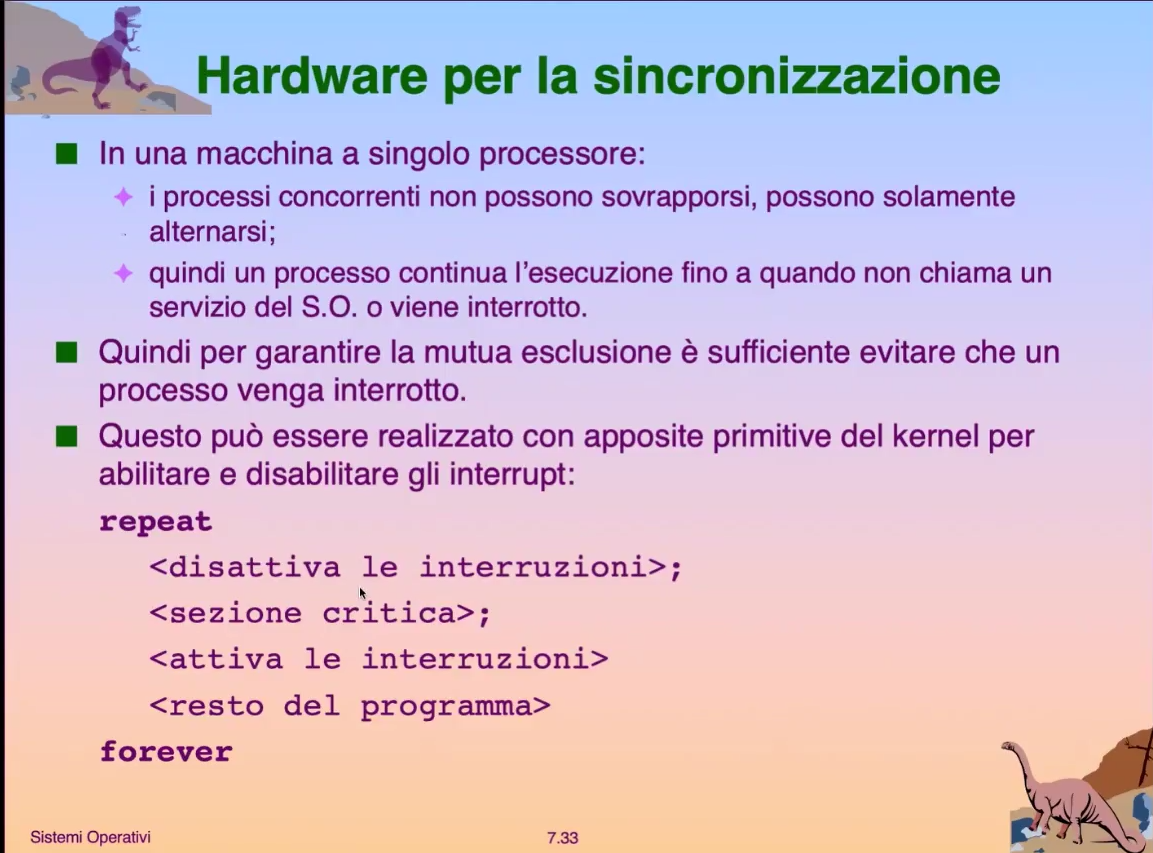 Hardware per la sincronizzazione
In una macchina a singolo processore:
i processi concorrenti non possono sovrapporsi, possono solamente
alternarsi;
quindi un processo continua l'esecuzione fino a quando non chiama un
servizio del S.O. o viene interrotto.
Quindi per garantire la mutua esclusione è sufficiente evitare che un
processo venga interrotto.
Questo può essere realizzato con apposite primitive del kernel per
abilitare e disabilitare gli interrupt:
repeat
<disattiva le interruzioni>;
<sezione critica>;
<attiva le interruzioni>
<resto del programma>
forever
Sistemi Operativi
7.33